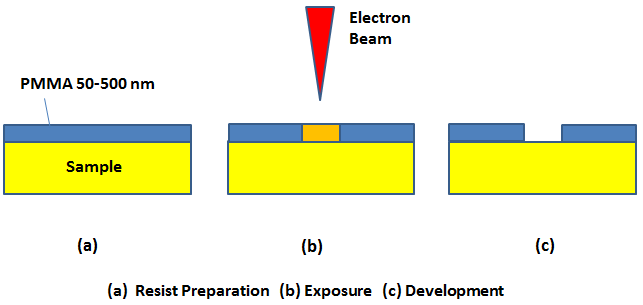 Electron
Beam
PMMA 50-500 nm
Sample
(a)
(b)
(c)
(a) Resist Preparation (b) Exposure (c) Development